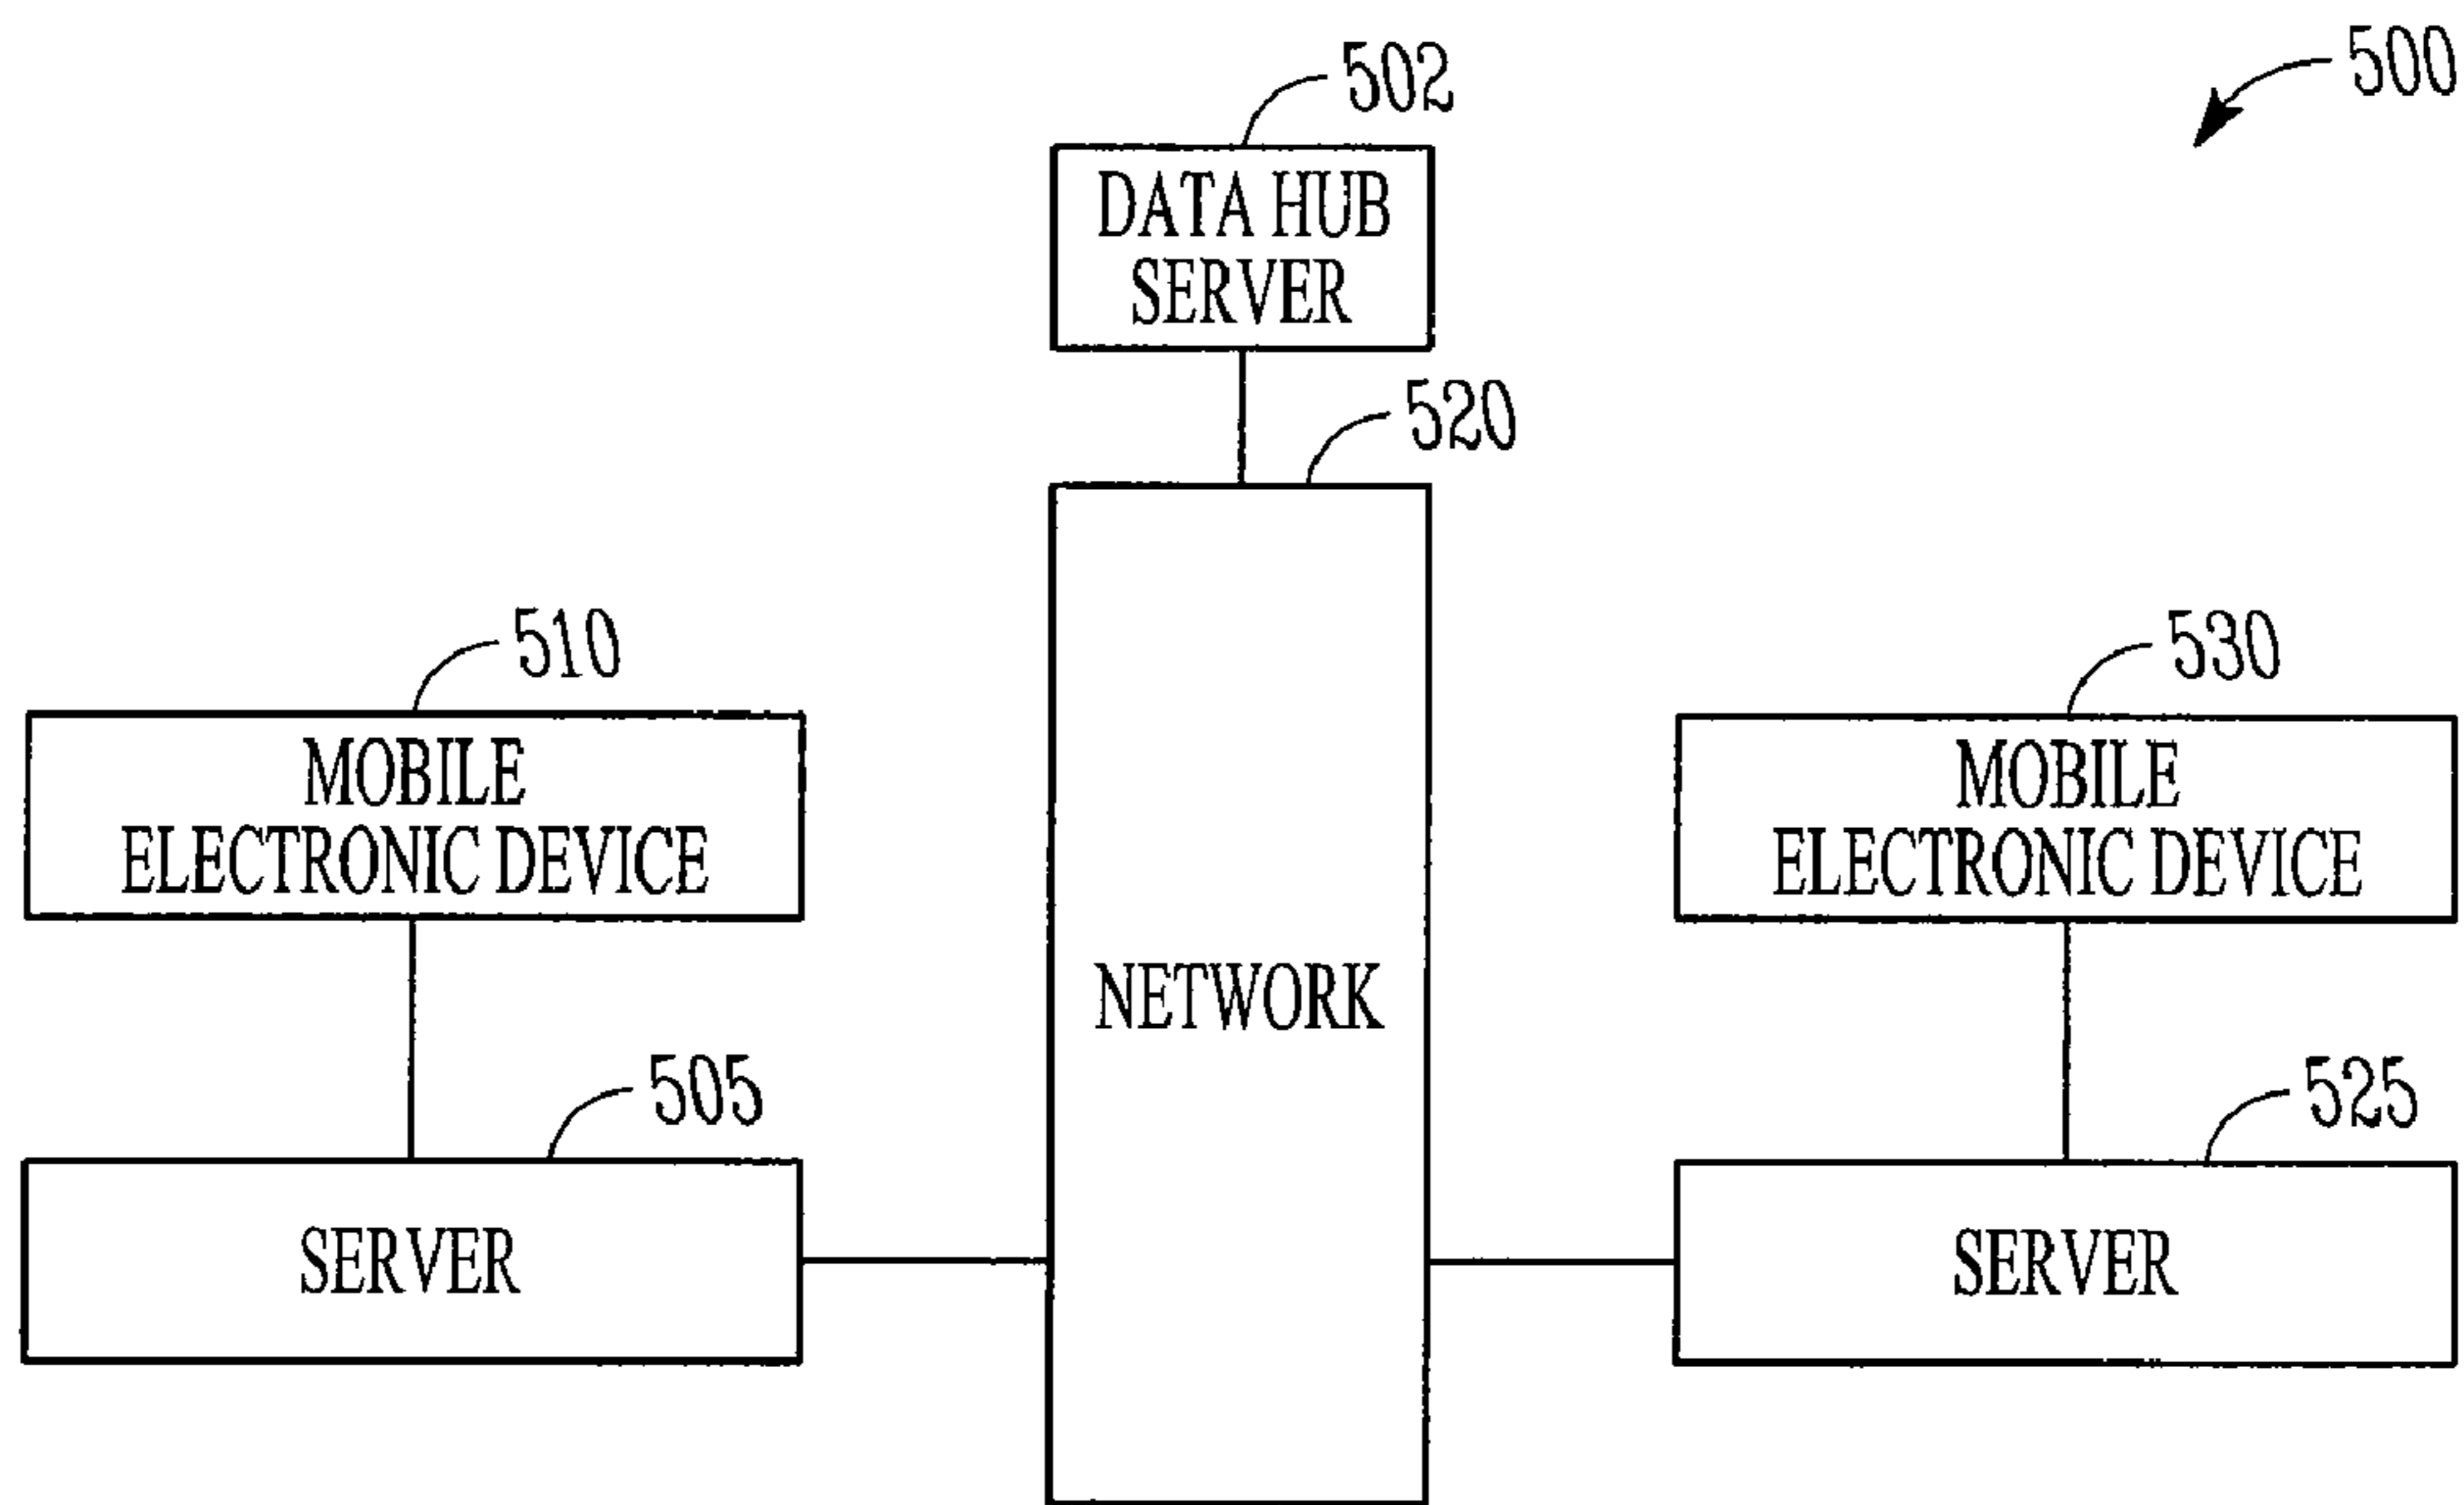 500
502
DATA HUB
SERVER
520
510
530
MOBILE
ELECTRONIC DEVICE
MOBILE
ELECTRONIC DEVICE
NETWORK
505
525
SERVER
SERVER